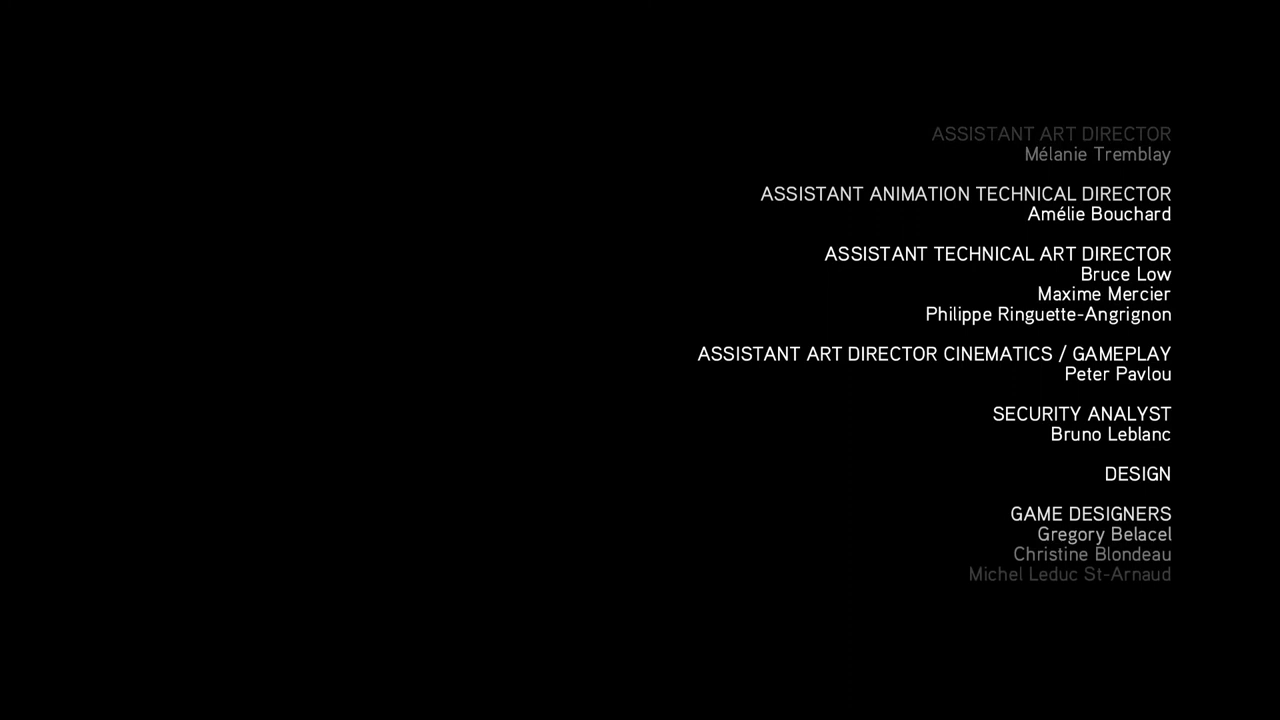 ASSISTANT ART DIRECTOR
Mélanie Tremblay
ASSISTANT ANIMATION TECHNICAL DIRECTOR
Amélie Bouchard
ASSISTANT TECHNICAL ART DIRECTOR
Bruce Low
Maxime Mercier
Philippe Ringuette-Angrignon
ASSISTANT ART DIRECTOR CINEMATICS / GAMEPLAY
Peter Pavlou
SECURITY ANALYST
Bruno Leblanc
DESIGN
GAME DESIGNERS
Gregory Belacel
Christine Blondeau
Michel Leduc St-Arnaud